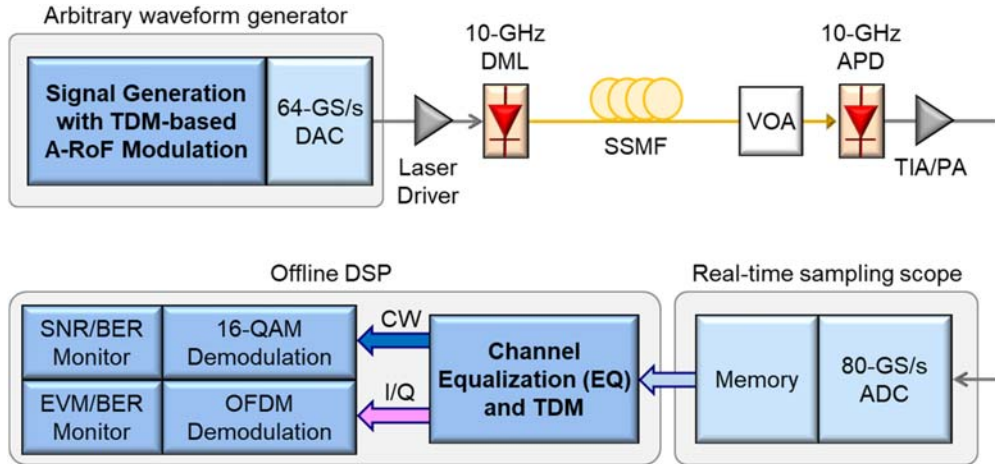 Arbitrary waveform generator
Signal Generation
with TDM-based
A-RoF Modulation
64-GS/s
DAC
Laser
Driver
10-GHz
DML
SSMF
VOA
10-GHz
APD
TIA/PA
Offline DSP
SNR/BER
Monitor
16-QAM
Demodulation
EVM/BER
Monitor
OFDM
Demodulation
CW
I/Q
Channel
Equalization (EQ)
and TDM
Real-time sampling scope
Memory
80-GS/s
ADC